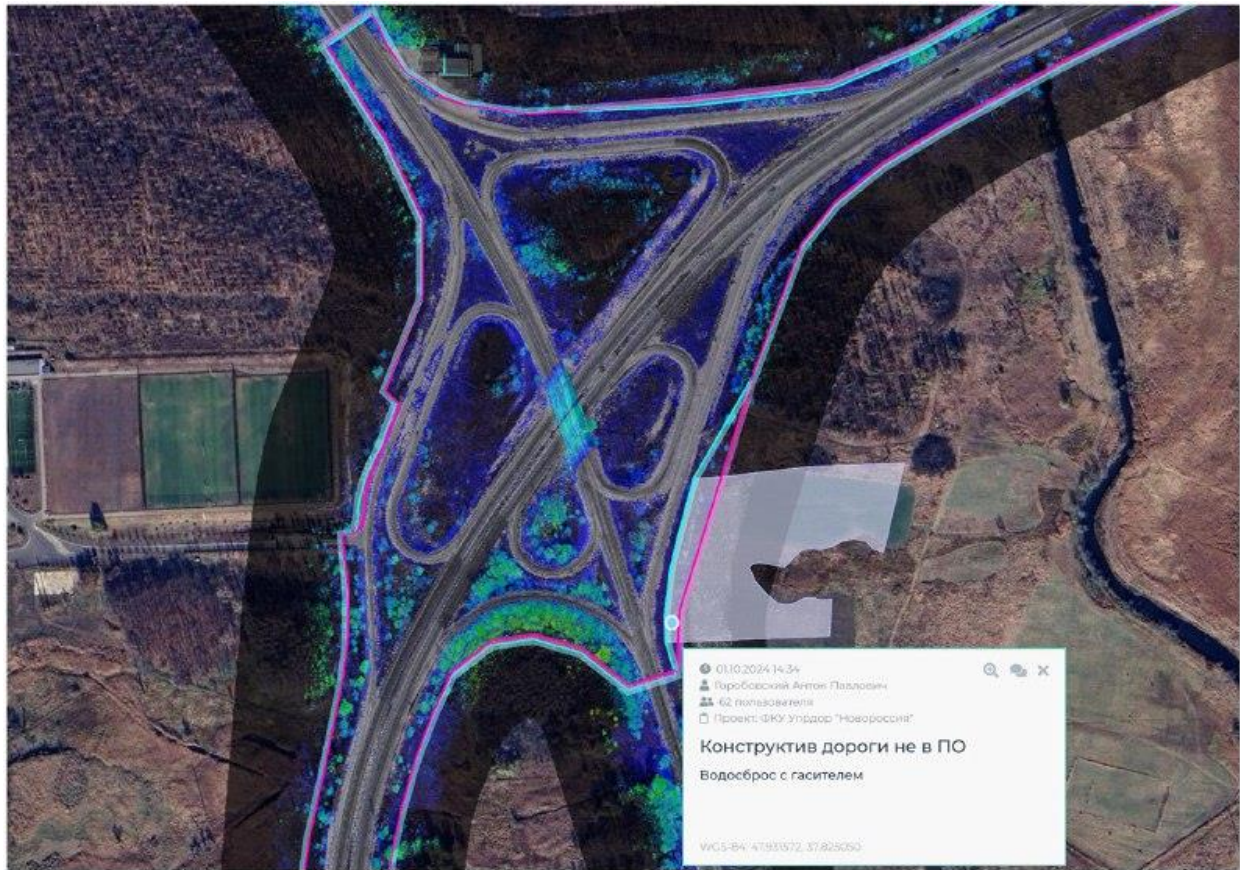 01.10.2024 14:34
Горобовский Антон Павлович
62 пользователя
Проект: ФКУ Упрдор "Новороссия"
Конструктив дороги не в ПО
Водосброс с гасителем
WGS-84: 47.931572, 37.825050